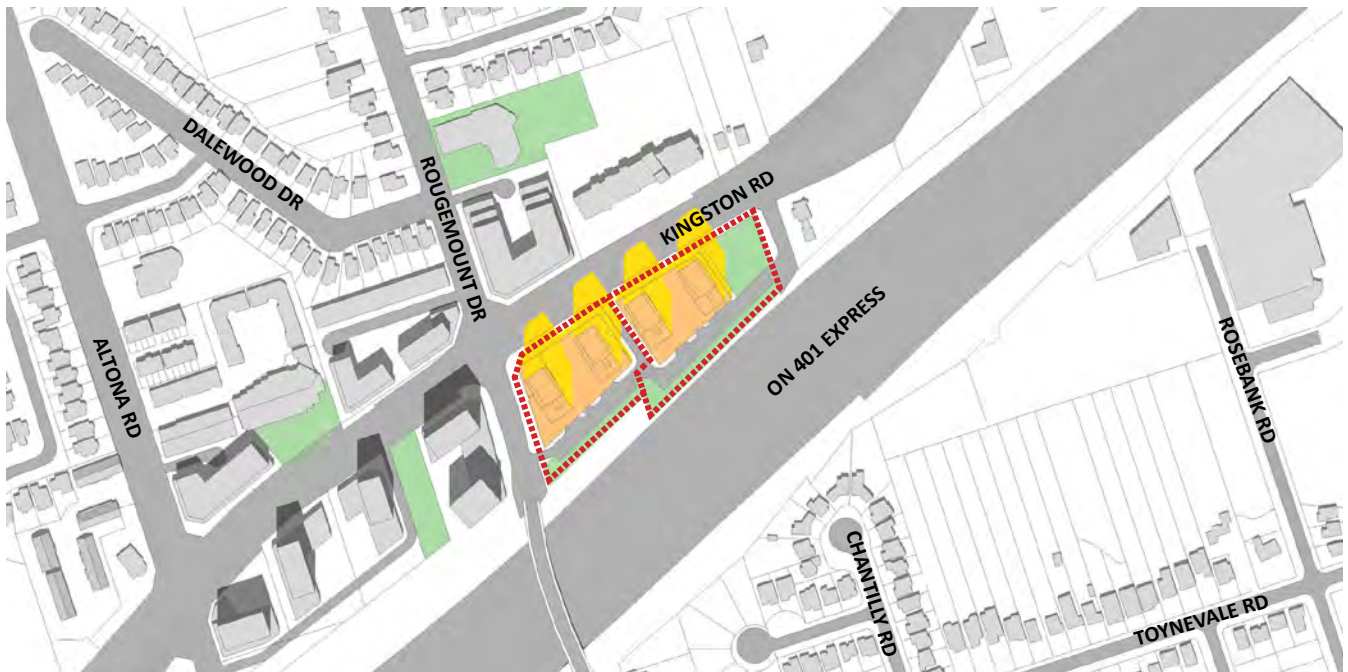 DALEWOOD DR
ROUGEMOUNT DR
KINGSTON RD
ALTONA RD
ON 401 EXPRESS
ROSEBANK RD
CHANTILLY RD
TOYNEVALE RD